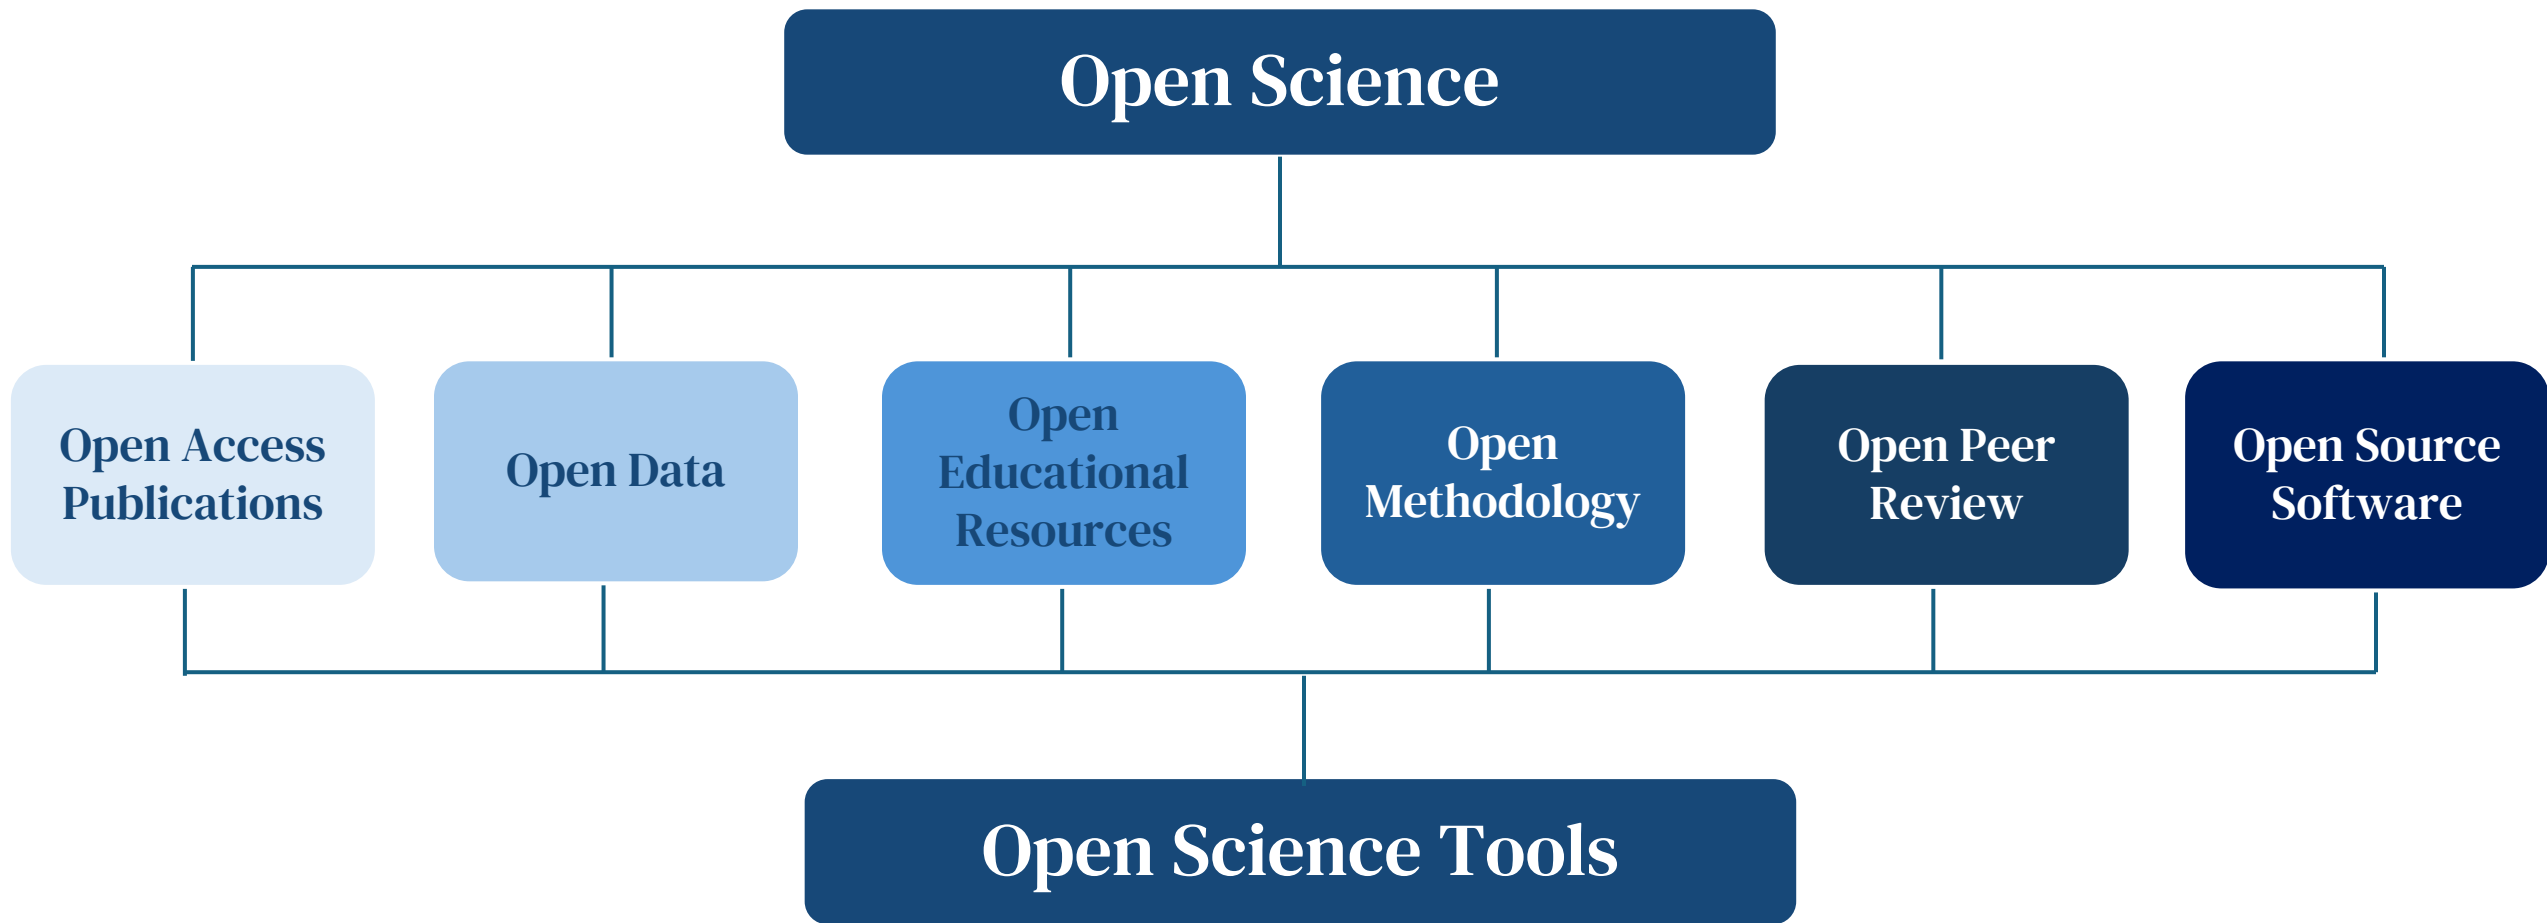 Open Science
Open Access
Publications
Open Data
Open
Educational
Resources
Open
Methodology
Open Peer
Review
Open Source
Software
Open Science Tools